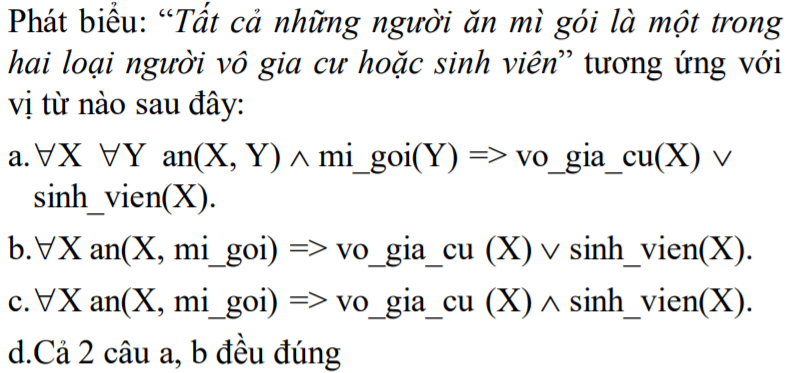 Phát biểu: “Tất cả những người ăn mì gói là một trong
hai loại người vô gia cư hoặc sinh viên” tương ứng với
vị từ nào sau đây:
a.∀X ∀Y an(X, Y) ∧ mi_goi(Y) => vo_gia_cu(X) ∨
sinh_vien(X).
b.∀X an(X, mi_goi) => vo_gia_cu (X) ∨ sinh_vien(X).
c.∀X an(X, mi_goi) => vo_gia_cu (X) ∧ sinh_vien(X).
d.Cả 2 câu a, b đều đúng